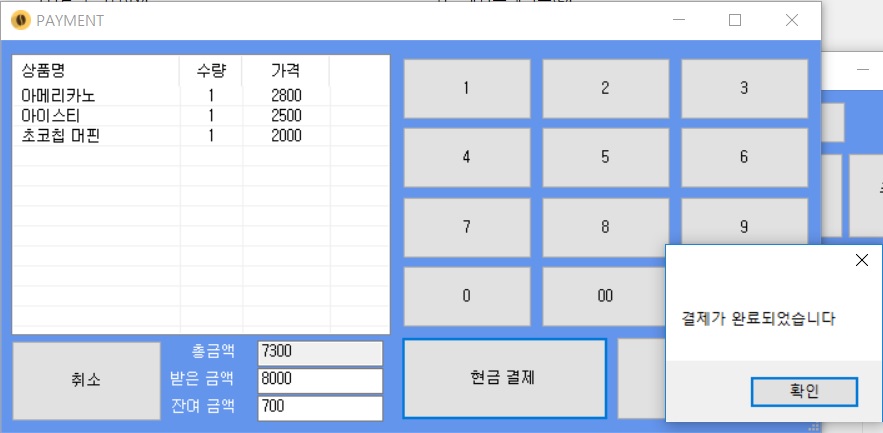 PAYMENT
상품명 수량 가격
아메리카노 1 2800
아이스티 1 2500
초코칩 머핀 1 2000
1 2 3
4 5 6
7 8 9
0 00
결제가 완료되었습니다
확인
취소
총금액 7300
받은 금액 8000
잔여 금액 700
현금 결제